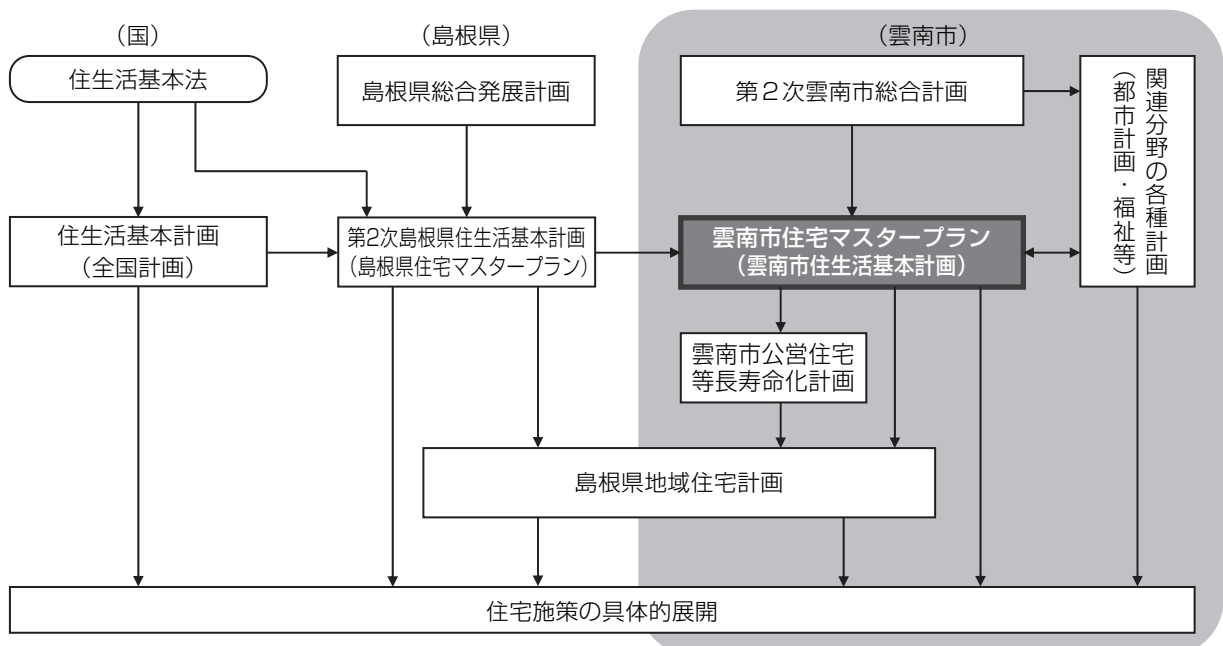 （国）
住生活基本法
（島根県）
島根県総合発展計画
（雲南市）
第２次雲南市総合計画
関連分野の各種計画
（都市計画・福祉等）
住生活基本計画
（全国計画）
第2次島根県住生活基本計画
（島根県住宅マスタープラン）
雲南市住宅マスタープラン
（雲南市住生活基本計画）
雲南市公営住宅
等長寿命化計画
島根県地域住宅計画
住宅施策の具体的展開